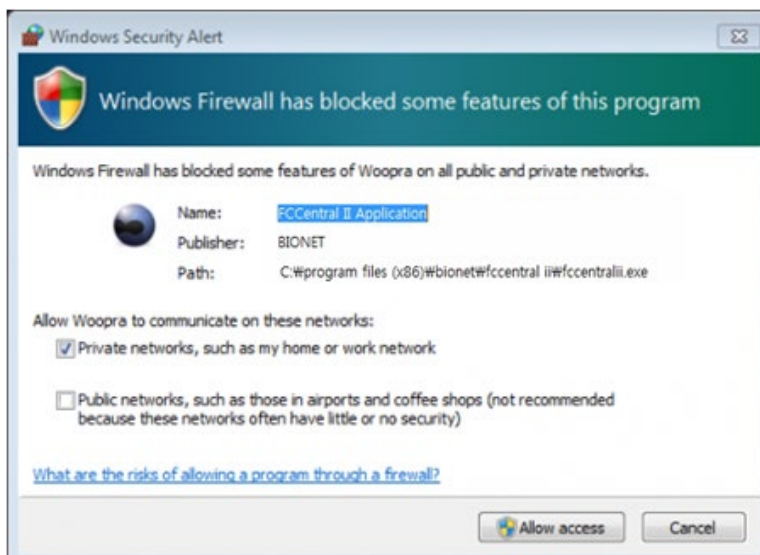 Windows Security Alert
Windows Firewall has blocked some features of this program
Windows Firewall has blocked some features of Woopra on all public and private networks.
Name: FCCentral II Application
Publisher: BIONET
Path: C:₩program files (x86)₩bionet₩fccentral ii₩fccentralii.exe
Allow Woopra to communicate on these networks:
Private networks, such as my home or work network
Public networks, such as those in airports and coffee shops (not recommended
because these networks often have little or no security)
What are the risks of allowing a program through a firewall?
Allow access Cancel